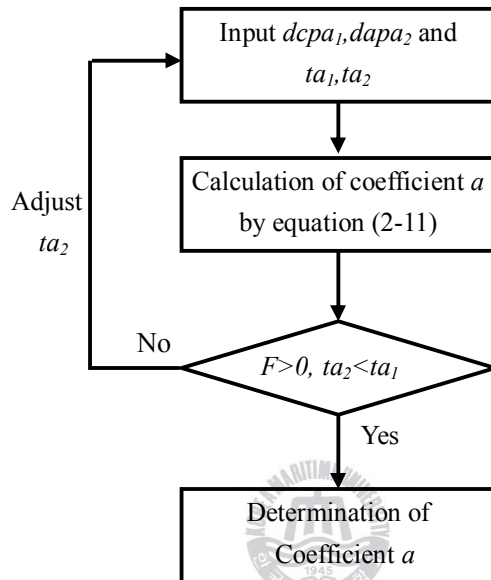 Input dcpa₁,dapa₂ and
ta₁,ta₂
Calculation of coefficient a
by equation (2-11)
Adjust
ta₂
No
F>0, ta₂<ta₁
Yes
Determination of
Coefficient a
1945